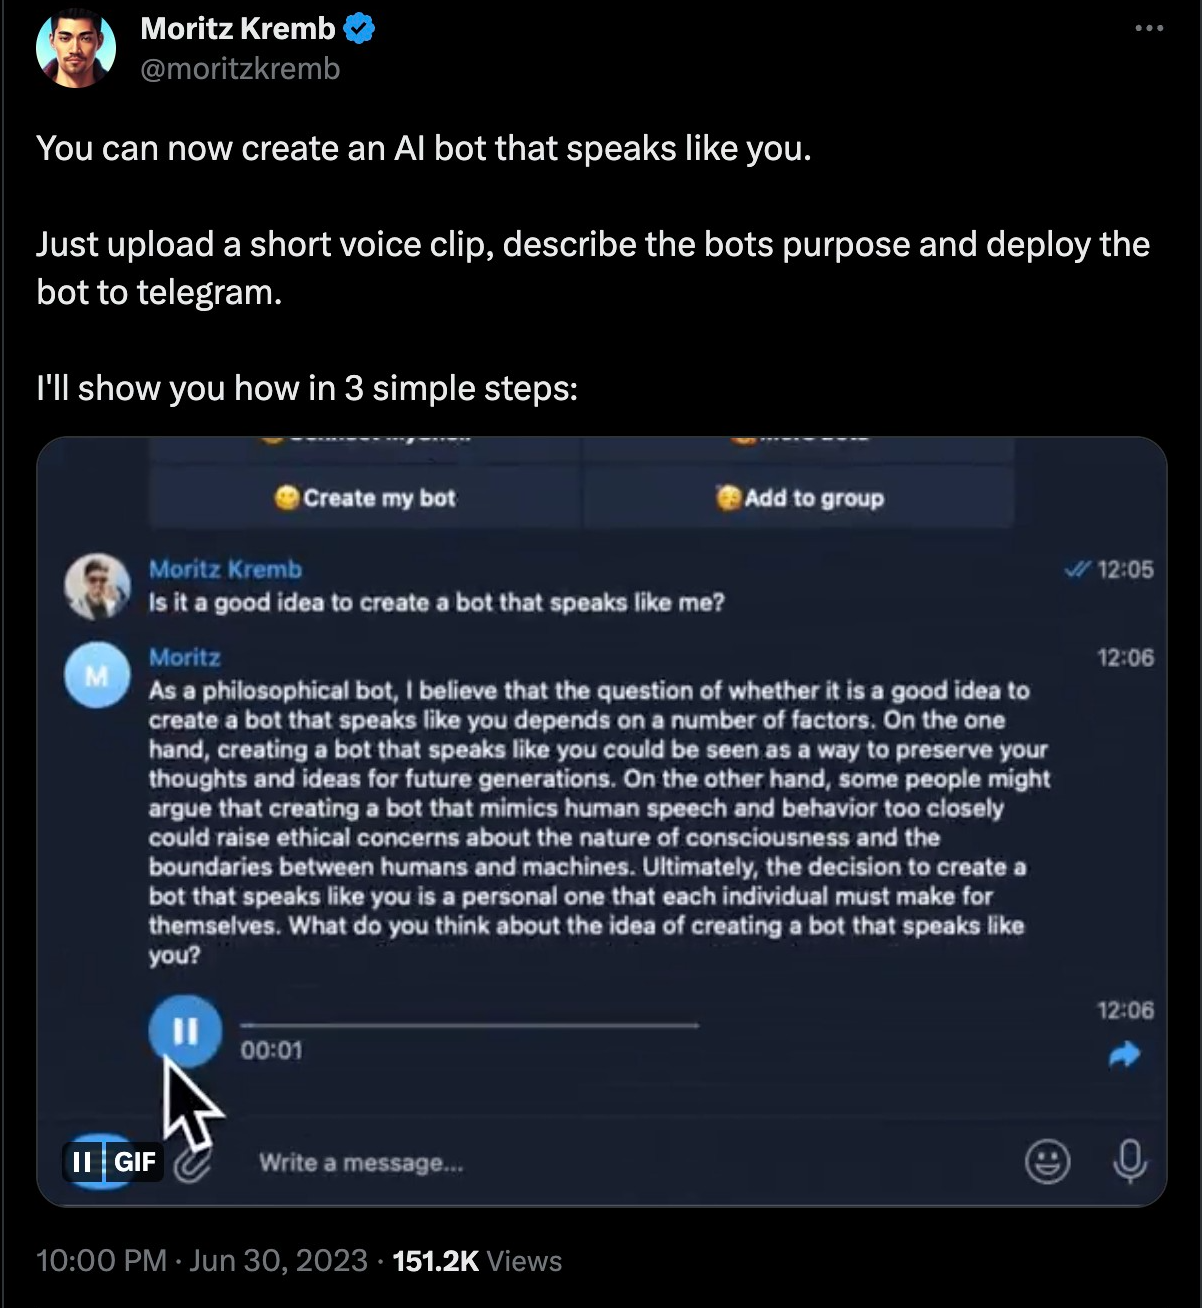 Moritz Kremb
@moritzkremb
You can now create an AI bot that speaks like you.
Just upload a short voice clip, describe the bots purpose and deploy the
bot to telegram.
I'll show you how in 3 simple steps:
Create my bot
Add to group
Moritz Kremb
12:05
Is it a good idea to create a bot that speaks like me?
M
Moritz
12:06
As a philosophical bot, I believe that the question of whether it is a good idea to
create a bot that speaks like you depends on a number of factors. On the one
hand, creating a bot that speaks like you could be seen as a way to preserve your
thoughts and ideas for future generations. On the other hand, some people might
argue that creating a bot that mimics human speech and behavior too closely
could raise ethical concerns about the nature of consciousness and the
boundaries between humans and machines. Ultimately, the decision to create a
bot that speaks like you is a personal one that each individual must make for
themselves. What do you think about the idea of creating a bot that speaks like
you?
12:06
00:01
GIF
Write a message...
10:00 PM · Jun 30, 2023 · 151.2K Views